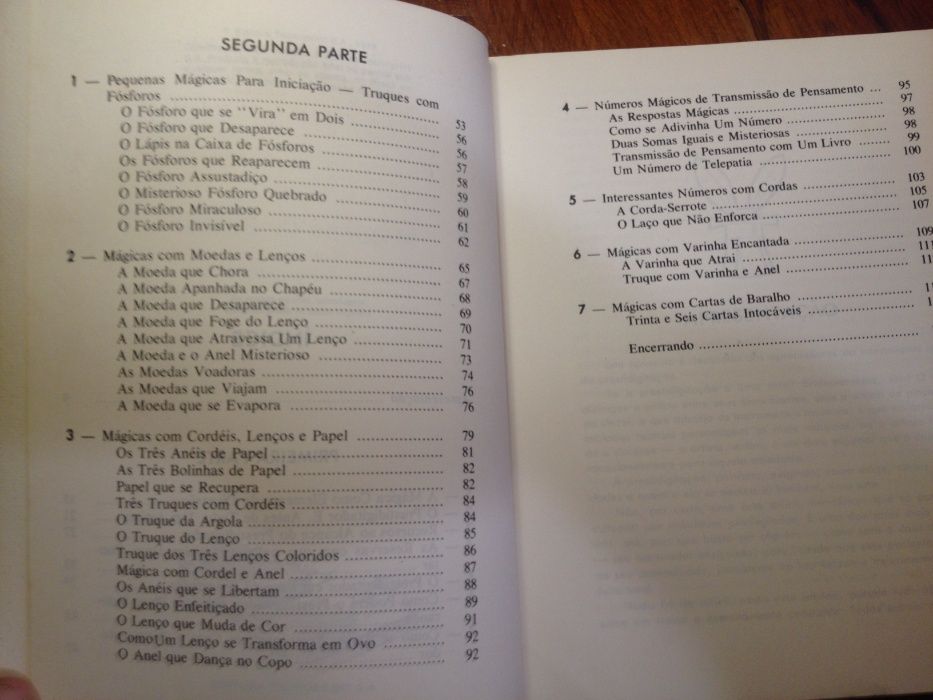 SEGUNDA PARTE
1 — Pequenas Mágicas Para Iniciação — Truques com
Fósforos ........ 53
O Fósforo que se "Vira" em Dois ........ 56
O Fósforo que Desaparece ........ 56
O Lápis na Caixa de Fósforos ........ 57
Os Fósforos que Reaparecem ........ 58
O Fósforo Assustadiço ........ 59
O Misterioso Fósforo Quebrado ........ 60
O Fósforo Miraculoso ........ 61
O Fósforo Invisível ........ 62
2 — Mágicas com Moedas e Lenços ........ 65
A Moeda que Chora ........ 67
A Moeda Apanhada no Chapéu ........ 68
A Moeda que Desaparece ........ 69
A Moeda que Foge do Lenço ........ 70
A Moeda que Atravessa Um Lenço ........ 71
A Moeda e o Anel Misterioso ........ 73
As Moedas Voadoras ........ 74
As Moedas que Viajam ........ 76
A Moeda que se Evapora ........ 76
3 — Mágicas com Cordéis, Lenços e Papel ........ 79
Os Três Anéis de Papel ........ 81
As Três Bolinhas de Papel ........ 82
Papel que se Recupera ........ 82
Três Truques com Cordéis ........ 84
O Truque da Argola ........ 84
O Truque do Lenço ........ 85
Truque dos Três Lenços Coloridos ........ 86
Mágica com Cordel e Anel ........ 87
Os Anéis que se Libertam ........ 88
O Lenço Enfeitiçado ........ 89
O Lenço que Muda de Cor ........ 91
ComoUm Lenço se Transforma em Ovo ........ 92
O Anel que Dança no Copo ........ 92
4 — Números Mágicos de Transmissão de Pensamento ... 95
As Respostas Mágicas ........ 97
Como se Adivinha Um Número ........ 98
Duas Somas Iguais e Misteriosas ........ 98
Transmissão de Pensamento com Um Livro ........ 99
Um Número de Telepatia ........ 100
5 — Interessantes Números com Cordas ........ 103
A Corda-Serrote ........ 105
O Laço que Não Enforca ........ 107
6 — Mágicas com Varinha Encantada ........ 109
A Varinha que Atrai ........ 111
Truque com Varinha e Anel ........
7 — Mágicas com Cartas de Baralho ........
Trinta e Seis Cartas Intocáveis ........
Encerrando ........